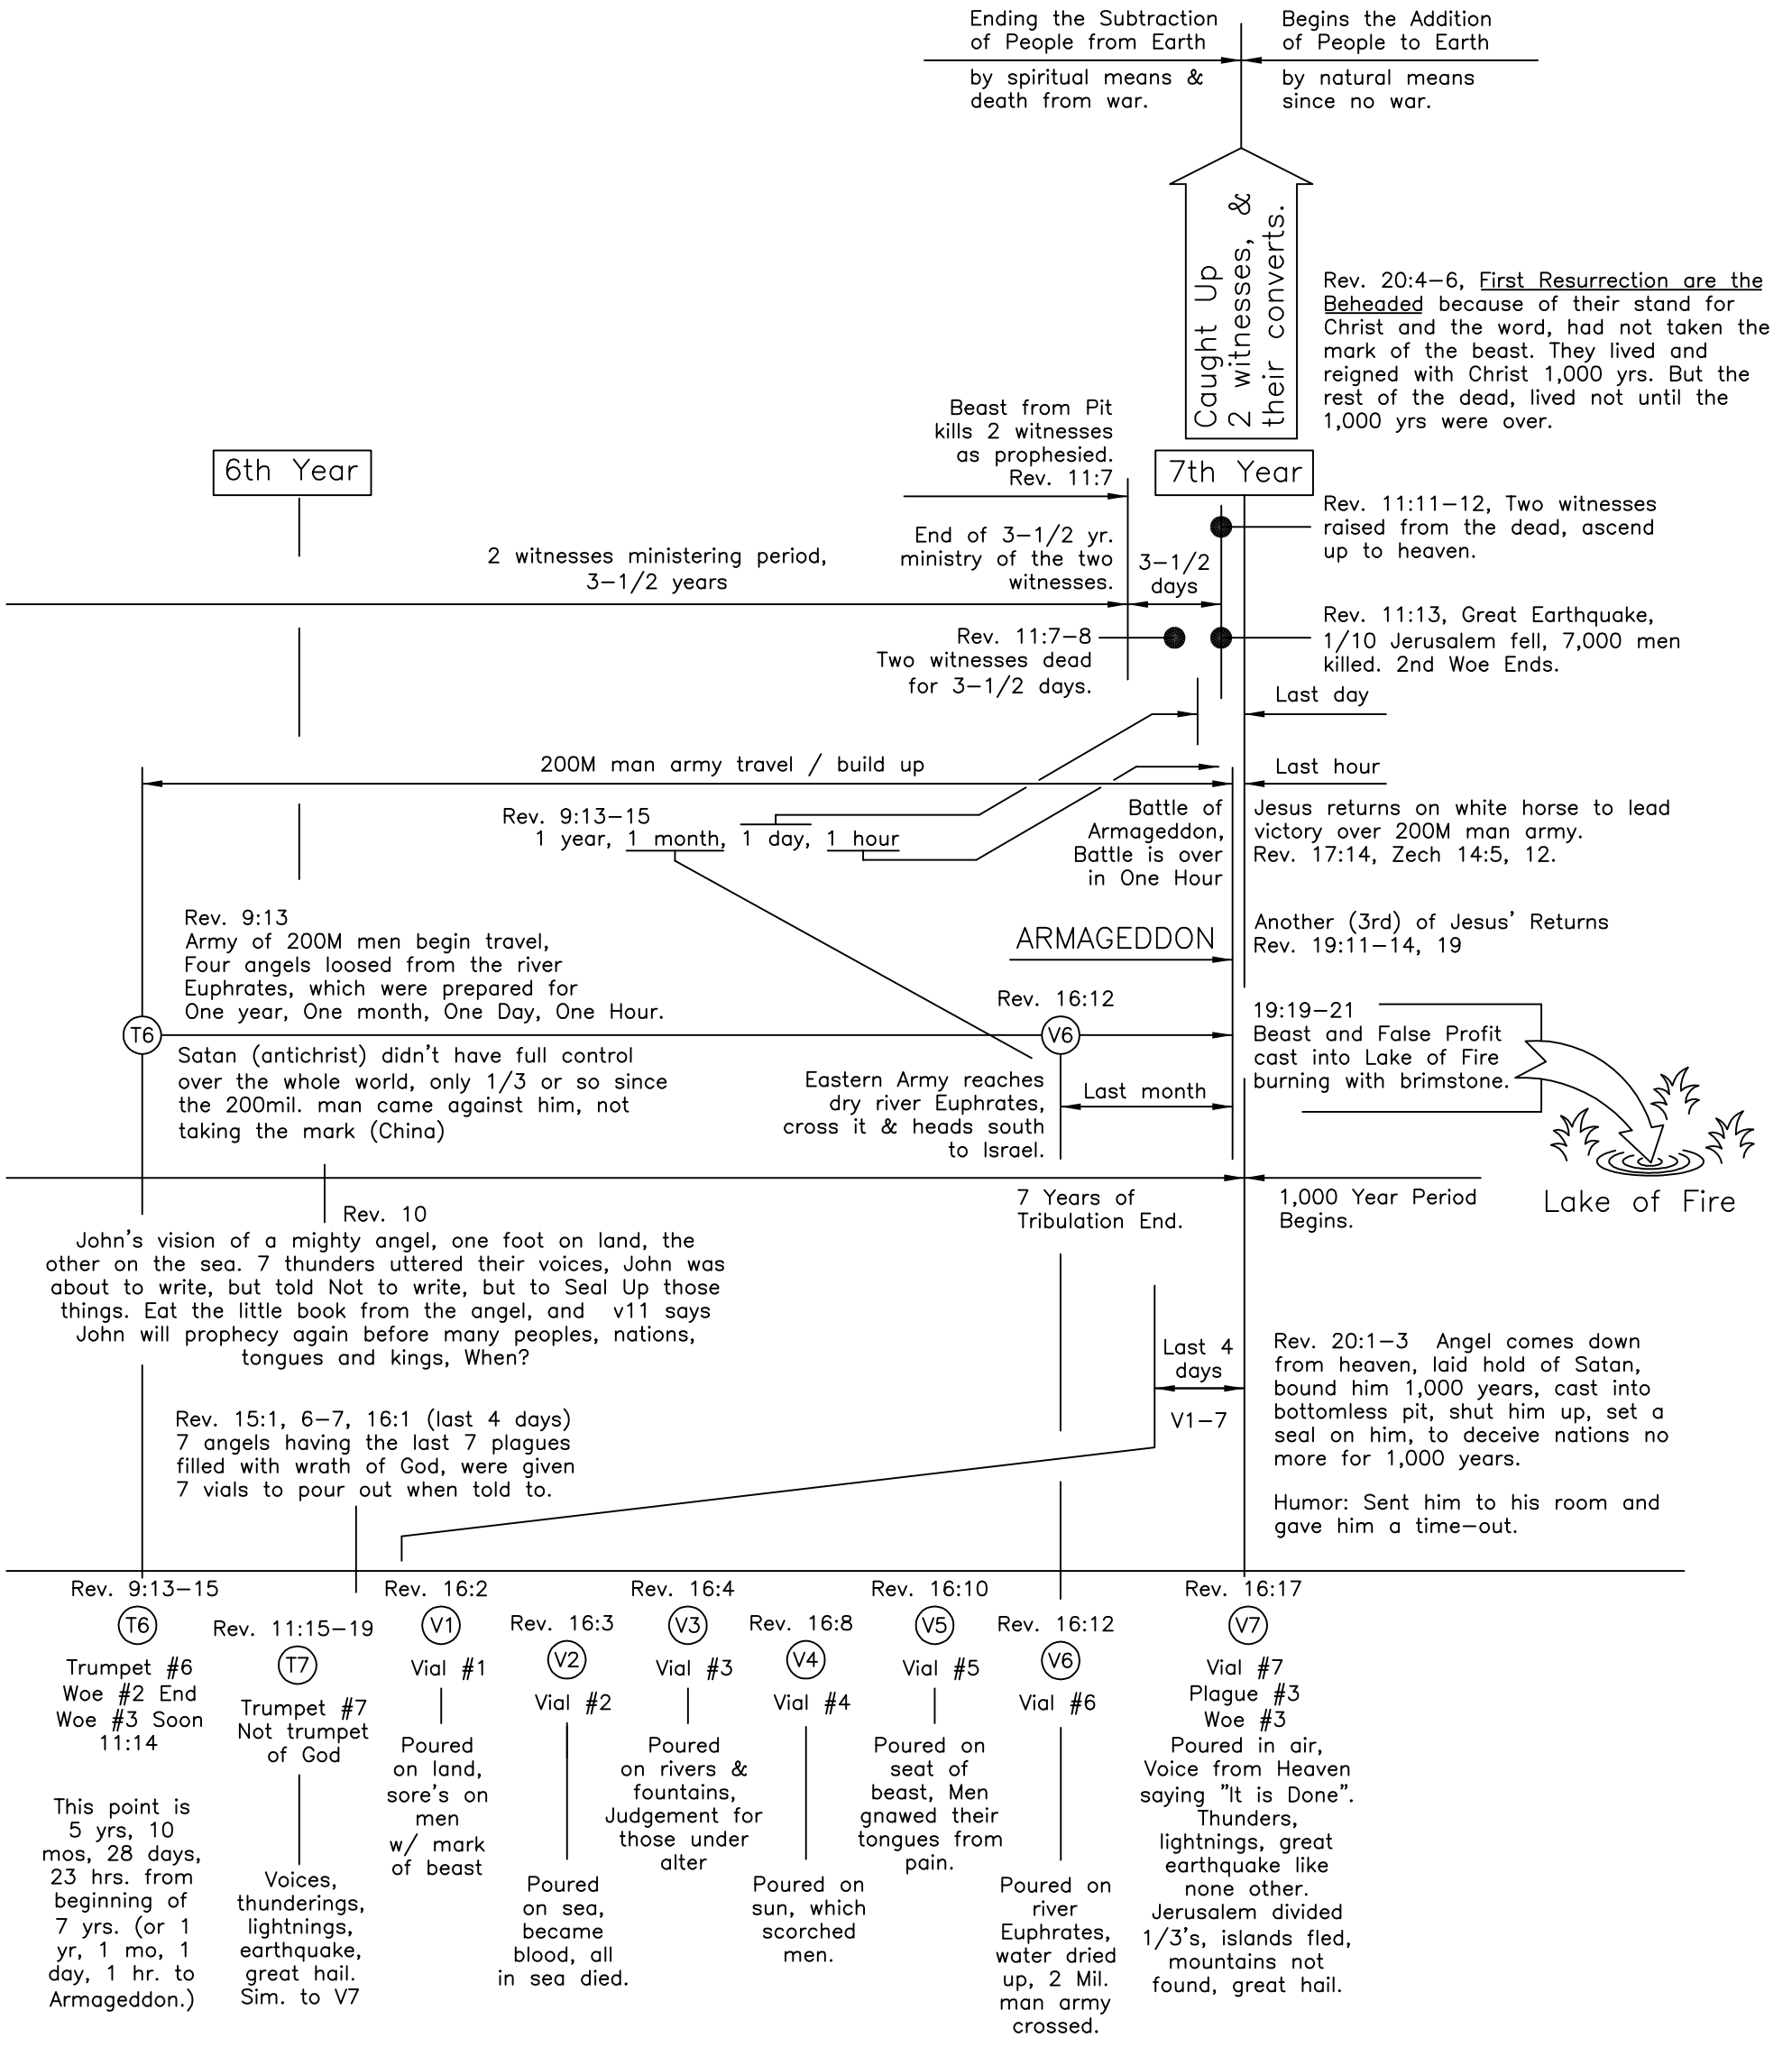 Ending the Subtraction
of People from Earth
by spiritual means &
death from war.
Begins the Addition
of People to Earth
by natural means
since no war.
Caught Up
2 witnesses, &
their converts.
Rev. 20:4-6, First Resurrection are the
Beheaded because of their stand for
Christ and the word, had not taken the
mark of the beast. They lived and
reigned with Christ 1,000 yrs. But the
rest of the dead, lived not until the
1,000 yrs were over.
Beast from Pit
kills 2 witnesses
as prophesied.
Rev. 11:7
6th Year
7th Year
Rev. 11:11-12, Two witnesses
raised from the dead, ascend
up to heaven.
2 witnesses ministering period,
3-1/2 years
End of 3-1/2 yr.
ministry of the two
witnesses.
3-1/2
days
Rev. 11:7-8
Two witnesses dead
for 3-1/2 days.
Rev. 11:13, Great Earthquake,
1/10 Jerusalem fell, 7,000 men
killed. 2nd Woe Ends.
Last day
200M man army travel / build up
Last hour
Rev. 9:13-15
1 year, 1 month, 1 day, 1 hour
Battle of
Armageddon,
Battle is over
in One Hour
Jesus returns on white horse to lead
victory over 200M man army.
Rev. 17:14, Zech 14:5, 12.
Rev. 9:13
Army of 200M men begin travel,
Four angels loosed from the river
Euphrates, which were prepared for
One year, One month, One Day, One Hour.
ARMAGEDDON
Another (3rd) of Jesus' Returns
Rev. 19:11-14, 19
T6
Rev. 16:12
V6
19:19-21
Beast and False Profit
cast into Lake of Fire
burning with brimstone.
Satan (antichrist) didn't have full control
over the whole world, only 1/3 or so since
the 200mil. man came against him, not
taking the mark (China)
Eastern Army reaches
dry river Euphrates,
cross it & heads south
to Israel.
Last month
Lake of Fire
7 Years of
Tribulation End.
1,000 Year Period
Begins.
Rev. 10
John's vision of a mighty angel, one foot on land, the
other on the sea. 7 thunders uttered their voices, John was
about to write, but told Not to write, but to Seal Up those
things. Eat the little book from the angel, and v11 says
John will prophecy again before many peoples, nations,
tongues and kings, When?
Last 4
days
V1-7
Rev. 20:1-3 Angel comes down
from heaven, laid hold of Satan,
bound him 1,000 years, cast into
bottomless pit, shut him up, set a
seal on him, to deceive nations no
more for 1,000 years.
Humor: Sent him to his room and
gave him a time-out.
Rev. 15:1, 6-7, 16:1 (last 4 days)
7 angels having the last 7 plagues
filled with wrath of God, were given
7 vials to pour out when told to.
Rev. 9:13-15
T6
Trumpet #6
Woe #2 End
Woe #3 Soon
11:14
This point is
5 yrs, 10
mos, 28 days,
23 hrs. from
beginning of
7 yrs. (or 1
yr, 1 mo, 1
day, 1 hr. to
Armageddon.)
Rev. 11:15-19
T7
Trumpet #7
Not trumpet
of God
Voices,
thunderings,
lightnings,
earthquake,
great hail.
Sim. to V7
Rev. 16:2
V1
Vial #1
Poured
on land,
sore's on
men
w/ mark
of beast
Rev. 16:3
V2
Vial #2
Poured
on sea,
became
blood, all
in sea died.
Rev. 16:4
V3
Vial #3
Poured
on rivers &
fountains,
Judgement for
those under
alter
Rev. 16:8
V4
Vial #4
Poured on
sun, which
scorched
men.
Rev. 16:10
V5
Vial #5
Poured on
seat of
beast, Men
gnawed their
tongues from
pain.
Rev. 16:12
V6
Vial #6
Poured on
river
Euphrates,
water dried
up, 2 Mil.
man army
crossed.
Rev. 16:17
V7
Vial #7
Plague #3
Woe #3
Poured in air,
Voice from Heaven
saying "It is Done".
Thunders,
lightnings, great
earthquake like
none other.
Jerusalem divided
1/3's, islands fled,
mountains not
found, great hail.